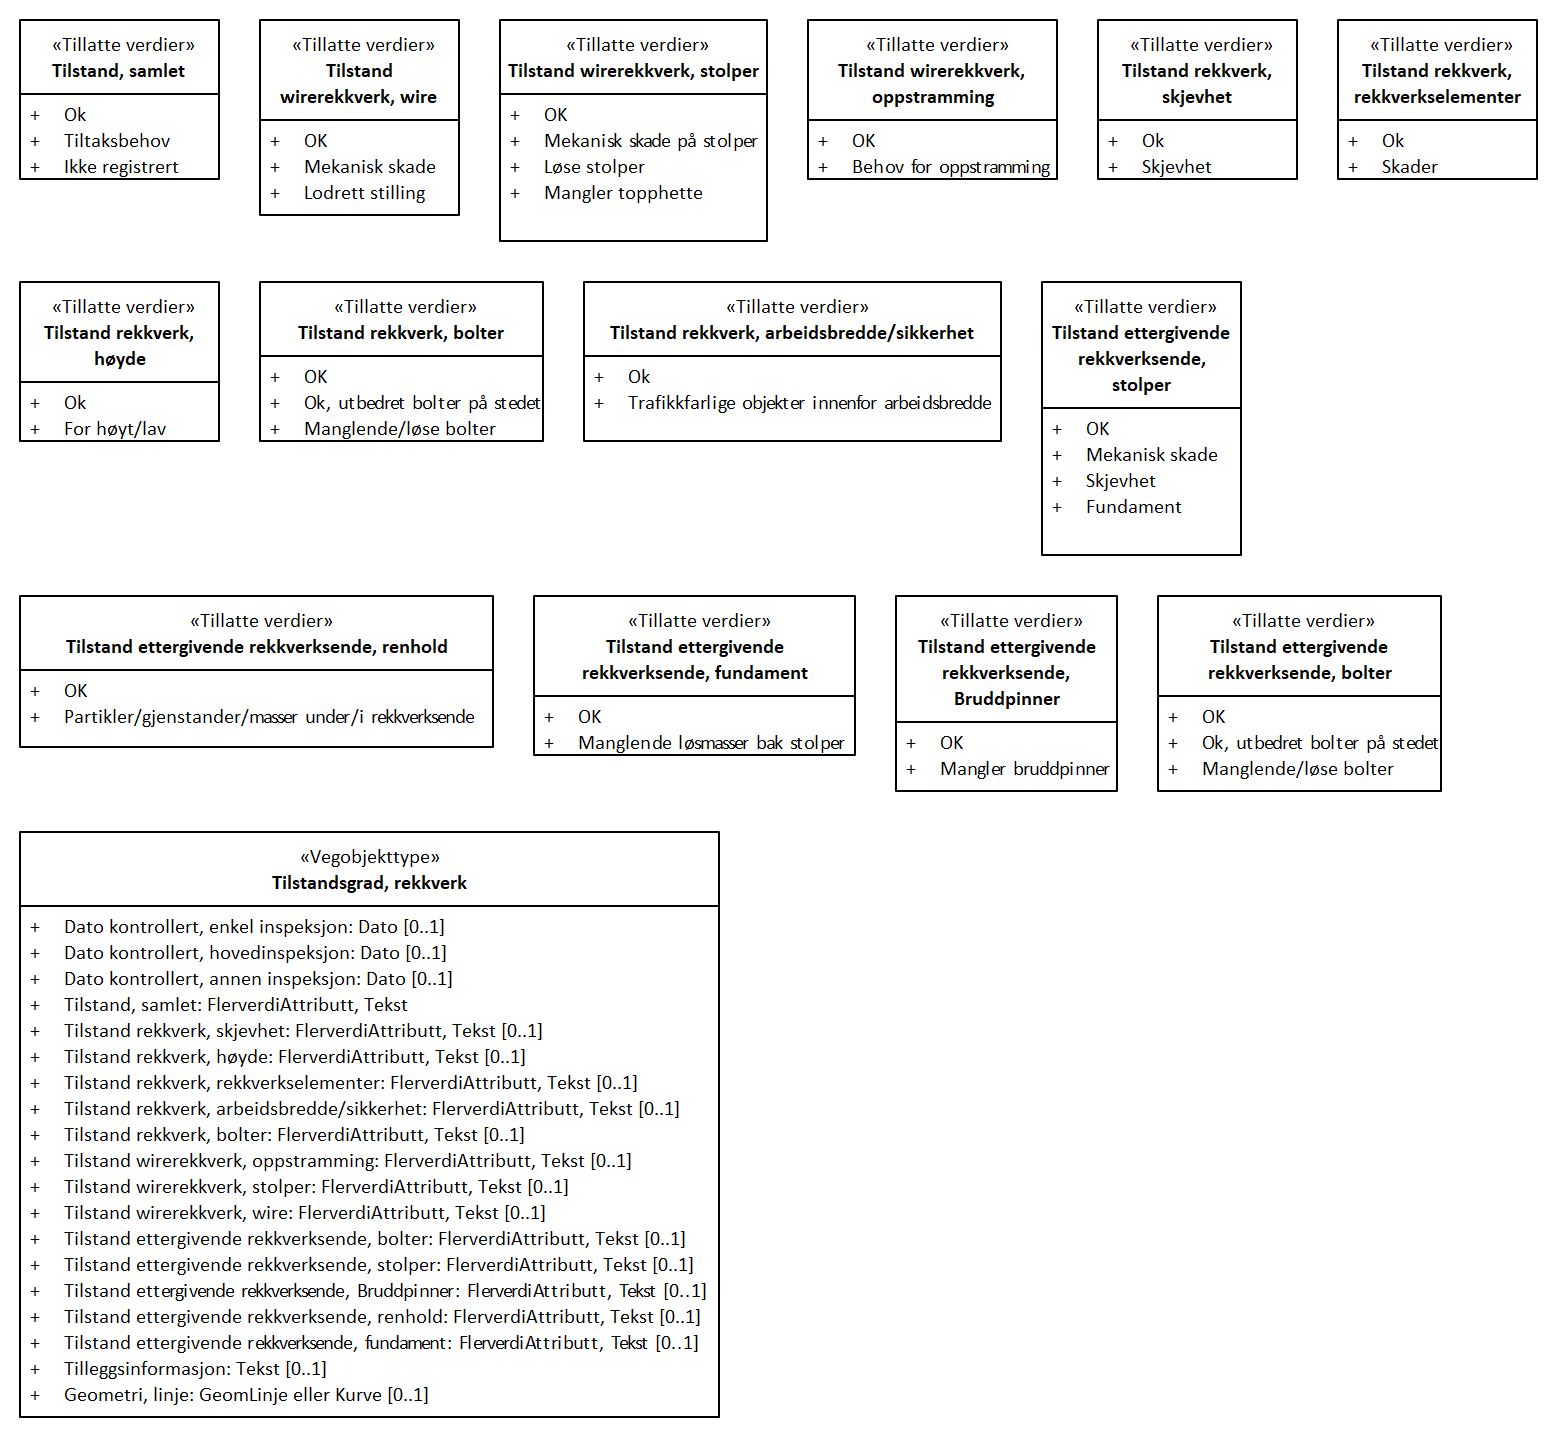 «Tillatte verdier»
Tilstand, samlet
+ Ok
+ Tiltaksbehov
+ Ikke registrert
«Tillatte verdier»
Tilstand
wirerekkverk, wire
+ OK
+ Mekanisk skade
+ Lodrett stilling
«Tillatte verdier»
Tilstand wirerekkverk, stolper
+ OK
+ Mekanisk skade på stolper
+ Løse stolper
+ Mangler topphette
«Tillatte verdier»
Tilstand wirerekkverk,
oppstramming
+ OK
+ Behov for oppstramming
«Tillatte verdier»
Tilstand rekkverk,
skjevhet
+ Ok
+ Skjevhet
«Tillatte verdier»
Tilstand rekkverk,
rekkverkselementer
+ Ok
+ Skader
«Tillatte verdier»
Tilstand rekkverk,
høyde
+ Ok
+ For høyt/lav
«Tillatte verdier»
Tilstand rekkverk, bolter
+ OK
+ Ok, utbedret bolter på stedet
+ Manglende/løse bolter
«Tillatte verdier»
Tilstand rekkverk, arbeidsbredde/sikkerhet
+ Ok
+ Trafikkfarlige objekter innenfor arbeidsbredde
«Tillatte verdier»
Tilstand ettergivende
rekkverksende,
stolper
+ OK
+ Mekanisk skade
+ Skjevhet
+ Fundament
«Tillatte verdier»
Tilstand ettergivende rekkverksende, renhold
+ OK
+ Partikler/gjenstander/masser under/i rekkverksende
«Tillatte verdier»
Tilstand ettergivende
rekkverksende, fundament
+ OK
+ Manglende løsmasser bak stolper
«Tillatte verdier»
Tilstand ettergivende
rekkverksende,
Bruddpinner
+ OK
+ Mangler bruddpinner
«Tillatte verdier»
Tilstand ettergivende
rekkverksende, bolter
+ OK
+ Ok, utbedret bolter på stedet
+ Manglende/løse bolter
«Vegobjekttype»
Tilstandsgrad, rekkverk
+ Dato kontrollert, enkel inspeksjon: Dato [0..1]
+ Dato kontrollert, hovedinspeksjon: Dato [0..1]
+ Dato kontrollert, annen inspeksjon: Dato [0..1]
+ Tilstand, samlet: FlerverdiAttributt, Tekst
+ Tilstand rekkverk, skjevhet: FlerverdiAttributt, Tekst [0..1]
+ Tilstand rekkverk, høyde: FlerverdiAttributt, Tekst [0..1]
+ Tilstand rekkverk, rekkverkselementer: FlerverdiAttributt, Tekst [0..1]
+ Tilstand rekkverk, arbeidsbredde/sikkerhet: FlerverdiAttributt, Tekst [0..1]
+ Tilstand rekkverk, bolter: FlerverdiAttributt, Tekst [0..1]
+ Tilstand wirerekkverk, oppstramming: FlerverdiAttributt, Tekst [0..1]
+ Tilstand wirerekkverk, stolper: FlerverdiAttributt, Tekst [0..1]
+ Tilstand wirerekkverk, wire: FlerverdiAttributt, Tekst [0..1]
+ Tilstand ettergivende rekkverksende, bolter: FlerverdiAttributt, Tekst [0..1]
+ Tilstand ettergivende rekkverksende, stolper: FlerverdiAttributt, Tekst [0..1]
+ Tilstand ettergivende rekkverksende, Bruddpinner: FlerverdiAttributt, Tekst [0..1]
+ Tilstand ettergivende rekkverksende, renhold: FlerverdiAttributt, Tekst [0..1]
+ Tilstand ettergivende rekkverksende, fundament: FlerverdiAttributt, Tekst [0..1]
+ Tilleggsinformasjon: Tekst [0..1]
+ Geometri, linje: GeomLinje eller Kurve [0..1]